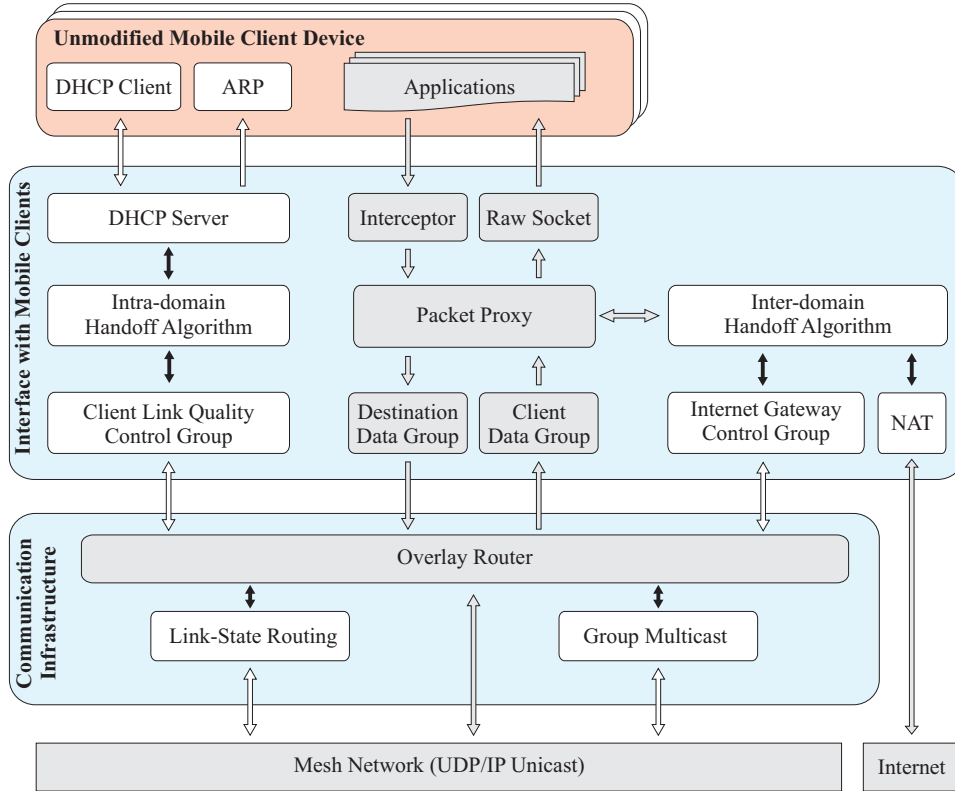 Unmodified Mobile Client Device
DHCP Client
ARP
Applications
Interface with Mobile Clients
DHCP Server
Interceptor
Raw Socket
Intra-domain
Handoff Algorithm
Packet Proxy
Inter-domain
Handoff Algorithm
Client Link Quality
Control Group
Destination
Data Group
Client
Data Group
Internet Gateway
Control Group
NAT
Communication
Infrastructure
Overlay Router
Link-State Routing
Group Multicast
Mesh Network (UDP/IP Unicast)
Internet